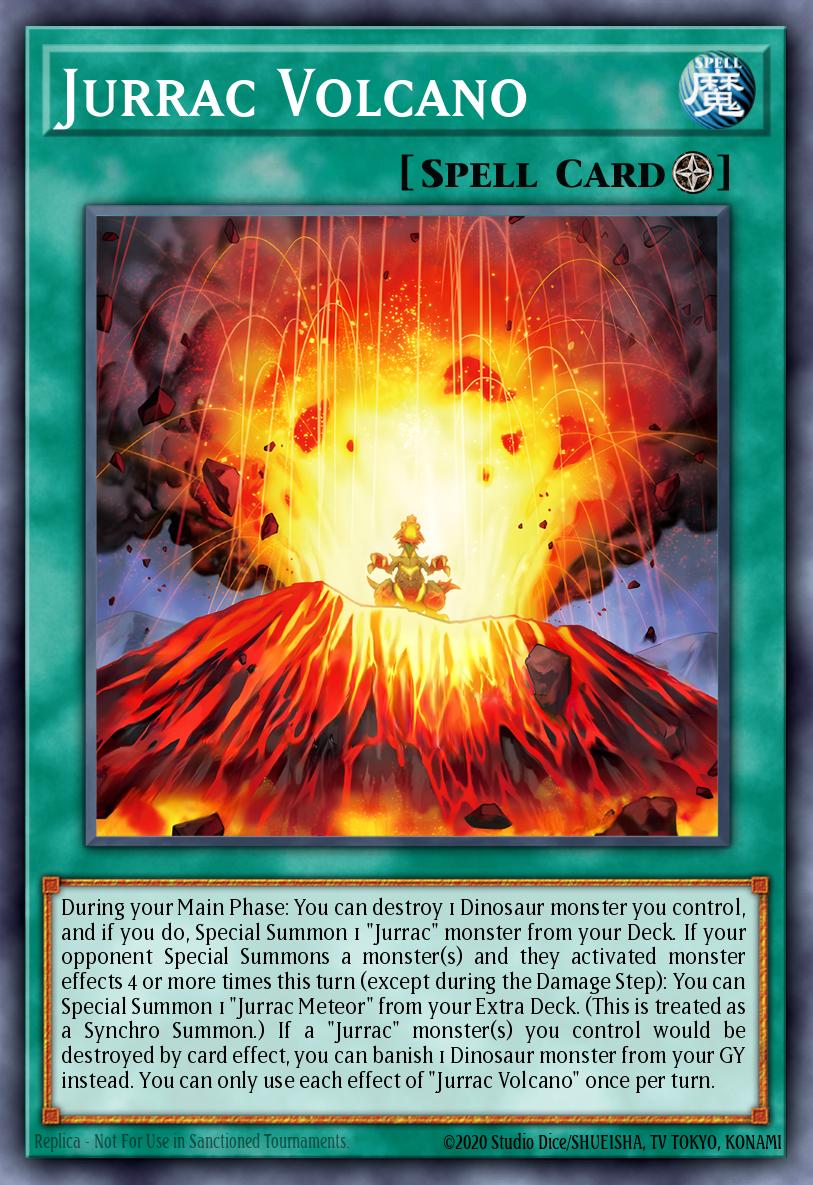 Jurrac Volcano
SPELL
魔
[Spell Card]
During your Main Phase: You can destroy 1 Dinosaur monster you control,
and if you do, Special Summon 1 "Jurrac" monster from your Deck. If your
opponent Special Summons a monster(s) and they activated monster
effects 4 or more times this turn (except during the Damage Step): You can
Special Summon 1 "Jurrac Meteor" from your Extra Deck. (This is treated as
a Synchro Summon.) If a "Jurrac" monster(s) you control would be
destroyed by card effect, you can banish 1 Dinosaur monster from your GY
instead. You can only use each effect of "Jurrac Volcano" once per turn.
Replica - Not For Use in Sanctioned Tournaments.
©2020 Studio Dice/SHUEISHA, TV TOKYO, KONAMI